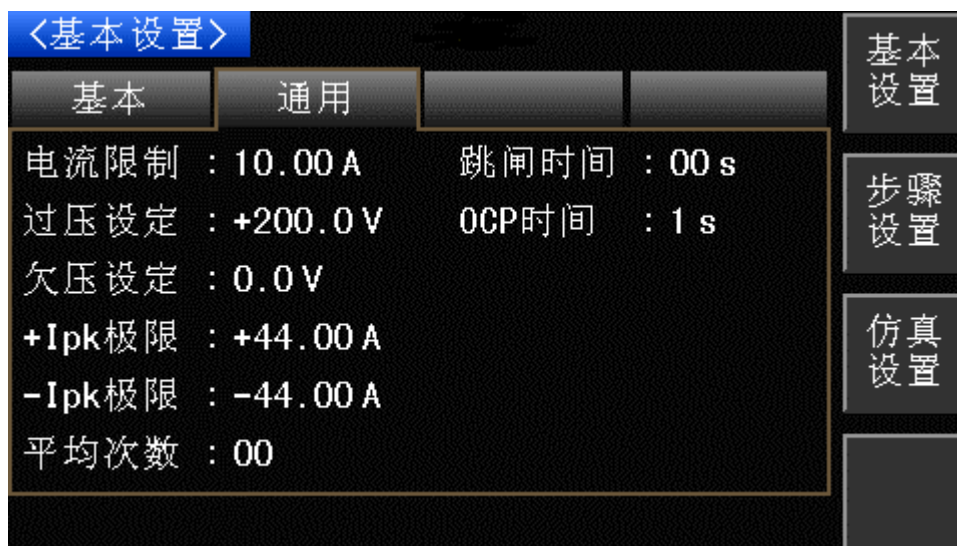 <基本设置>
基本 通用
电流限制 : 10.00 A 跳闸时间 : 00 s
过压设定 : +200.0 V OCP时间 : 1 s
欠压设定 : 0.0 V
+Ipk极限 : +44.00 A
-Ipk极限 : -44.00 A
平均次数 : 00
基本
设置
步骤
设置
仿真
设置